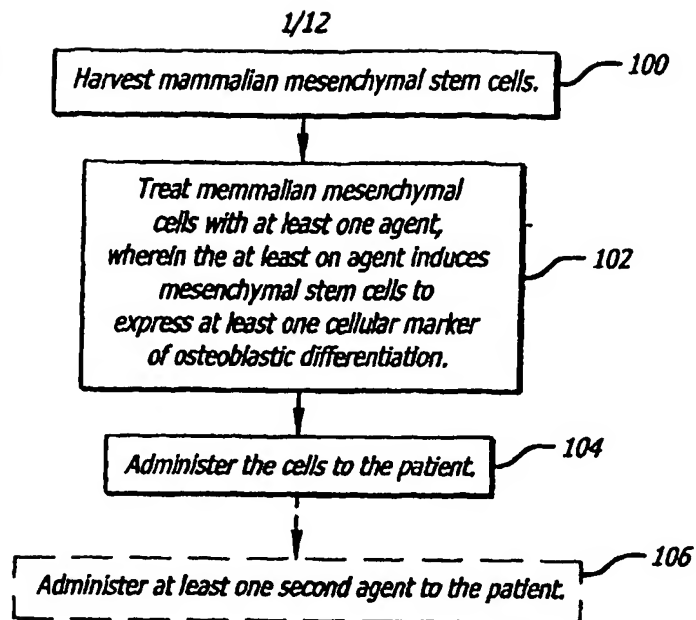 1/12
Harvest mammalian mesenchymal stem cells.
100
Treat memmalian mesenchymal
cells with at least one agent,
wherein the at least on agent induces
mesenchymal stem cells to
express at least one cellular marker
of osteoblastic differentiation.
102
Administer the cells to the patient.
104
Administer at least one second agent to the patient.
106